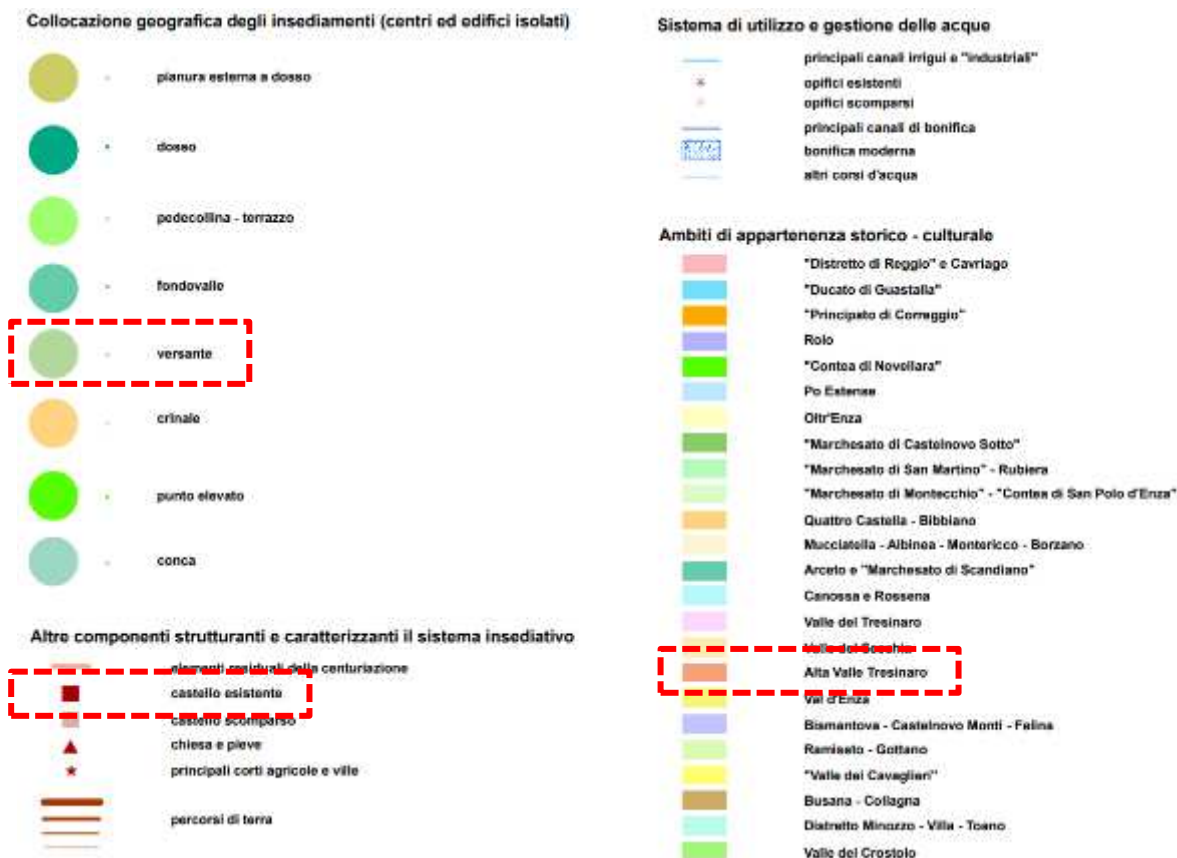 Collocazione geografica degli insediamenti (centri ed edifici isolati)
pianura esterna a dosso
dosso
pedecollina - terrazzo
fondovalle
versante
crinale
punto elevato
conca
Altre componenti strutturanti e caratterizzanti il sistema insediativo
elementi residuali della centuriazione
castello esistente
castello scomparso
chiesa e pieve
principali corti agricole e ville
percorsi di terra
Sistema di utilizzo e gestione delle acque
principali canali irrigui e "industriali"
opifici esistenti
opifici scomparsi
principali canali di bonifica
bonifica moderna
altri corsi d'acqua
Ambiti di appartenenza storico - culturale
"Distretto di Reggio" e Cavriago
"Ducato di Guastalla"
"Principato di Correggio"
Rolo
"Contea di Novellara"
Po Estense
Oltr'Enza
"Marchesato di Castelnovo Sotto"
"Marchesato di San Martino" - Rubiera
"Marchesato di Montecchio" - "Contea di San Polo d'Enza"
Quattro Castella - Bibbiano
Mucciatella - Albinea - Montericco - Borzano
Arceto e "Marchesato di Scandiano"
Canossa e Rossena
Valle del Tresinaro
Valle del Secchia
Alta Valle Tresinaro
Val d'Enza
Bismantova - Castelnovo Monti - Felina
Ramiseto - Gottano
"Valle dei Cavaglieri"
Busana - Collagna
Distretto Minozzo - Villa - Toano
Valle del Crostolo